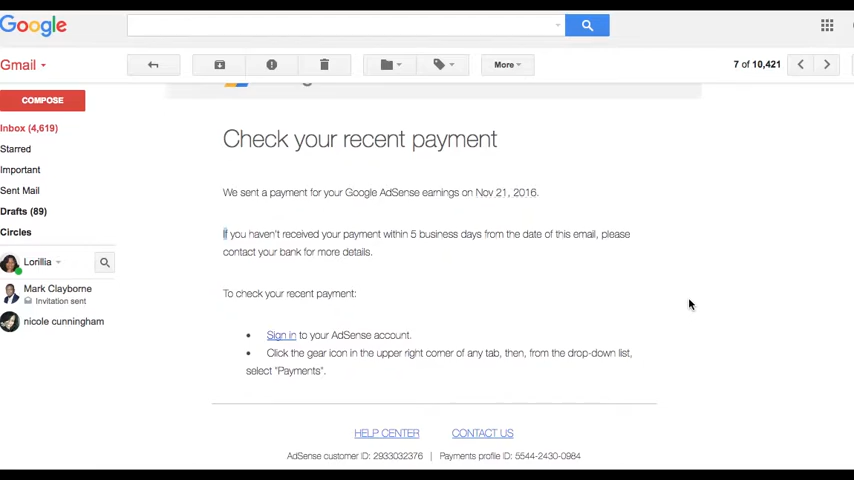 Google
Gmail
More
7 of 10,421
COMPOSE
Inbox (4,619)
Starred
Important
Sent Mail
Drafts (89)
Circles
Lorillia
Mark Clayborne
Invitation sent
nicole cunningham
Check your recent payment
We sent a payment for your Google AdSense earnings on Nov 21, 2016.
If you haven't received your payment within 5 business days from the date of this email, please
contact your bank for more details.
To check your recent payment:
• Sign in to your AdSense account.
• Click the gear icon in the upper right corner of any tab, then, from the drop-down list,
select "Payments".
HELP CENTER CONTACT US
AdSense customer ID: 2933032376 | Payments profile ID: 5544-2430-0984